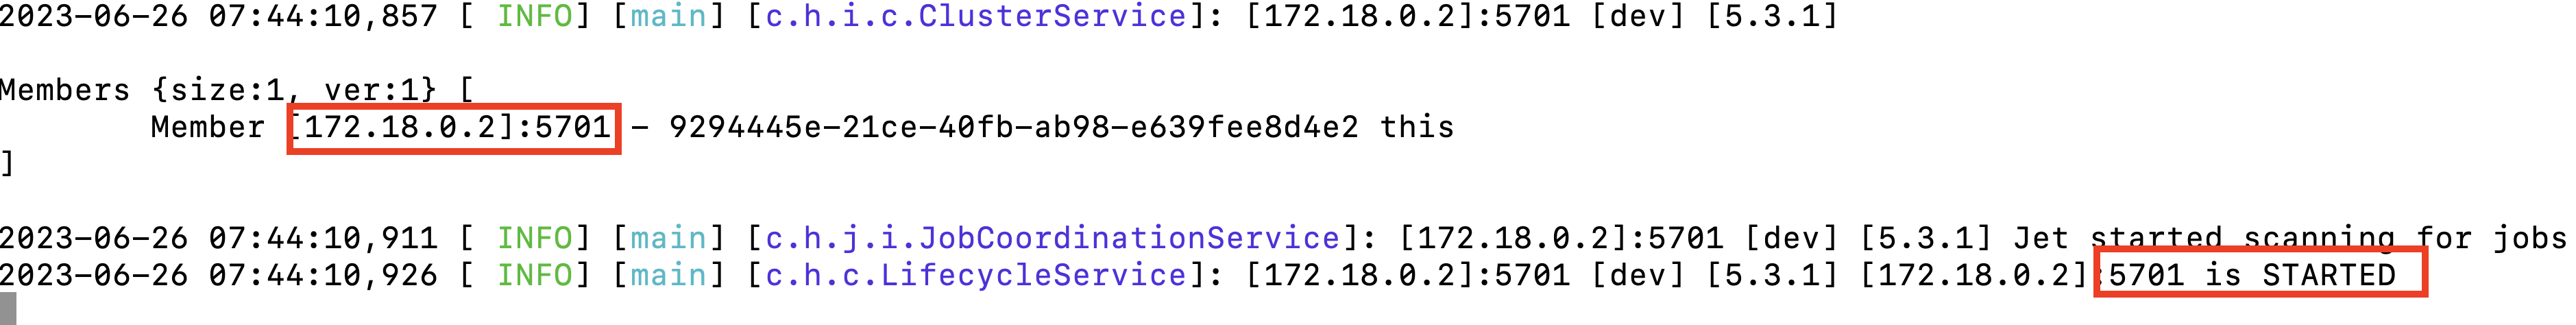 2023-06-26 07:44:10,857 [ INFO] [main] [c.h.i.c.ClusterService]: [172.18.0.2]:5701 [dev] [5.3.1]
Members {size:1, ver:1} [
Member [172.18.0.2]:5701 - 9294445e-21ce-40fb-ab98-e639fee8d4e2 this
]
2023-06-26 07:44:10,911 [ INFO] [main] [c.h.j.i.JobCoordinationService]: [172.18.0.2]:5701 [dev] [5.3.1] Jet started scanning for jobs
2023-06-26 07:44:10,926 [ INFO] [main] [c.h.c.LifecycleService]: [172.18.0.2]:5701 [dev] [5.3.1] [172.18.0.2]:5701 is STARTED